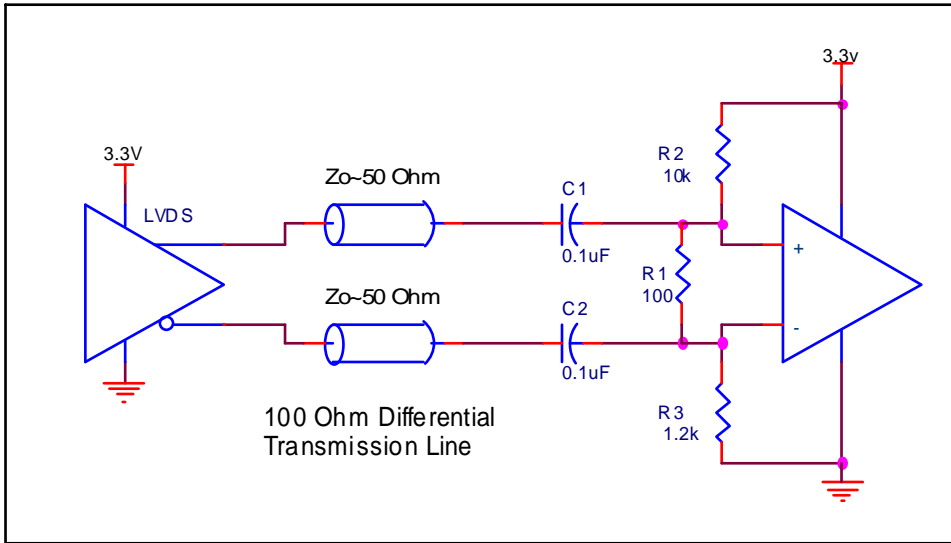 3.3V
LVDS
Zo~50 Ohm
C1
0.1uF
Zo~50 Ohm
C2
0.1uF
100 Ohm Differential
Transmission Line
3.3v
R2
10k
R1
100
+
-
R3
1.2k